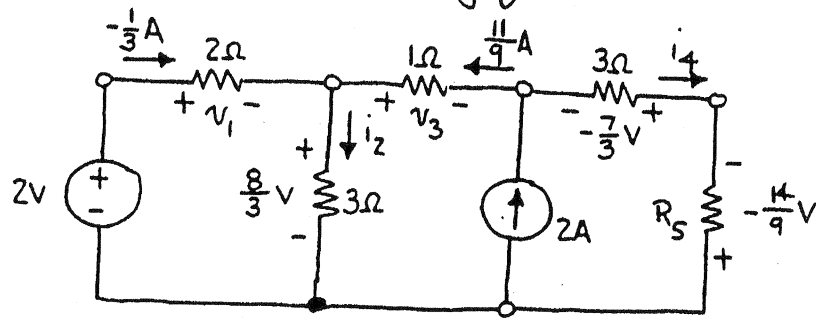 -1/3 A
2Ω
1Ω
11/9 A
3Ω
i4
+ v1 -
+ v3 -
- -7/3 V +
i2
2V
+
-
+
8/3 V
-
3Ω
2A
R5
-
-14/9 V
+